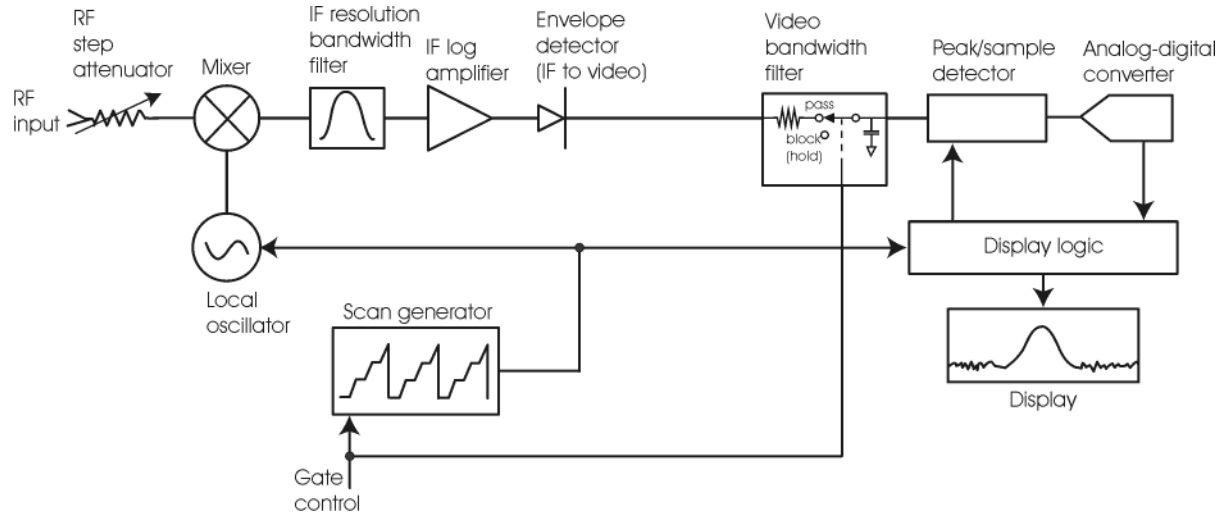 RF
step
attenuator
RF
input
Mixer
IF resolution
bandwidth
filter
IF log
amplifier
Envelope
detector
(IF to video)
Video
bandwidth
filter
pass
block
(hold)
Peak/sample
detector
Analog-digital
converter
Local
oscillator
Scan generator
Display logic
Display
Gate
control